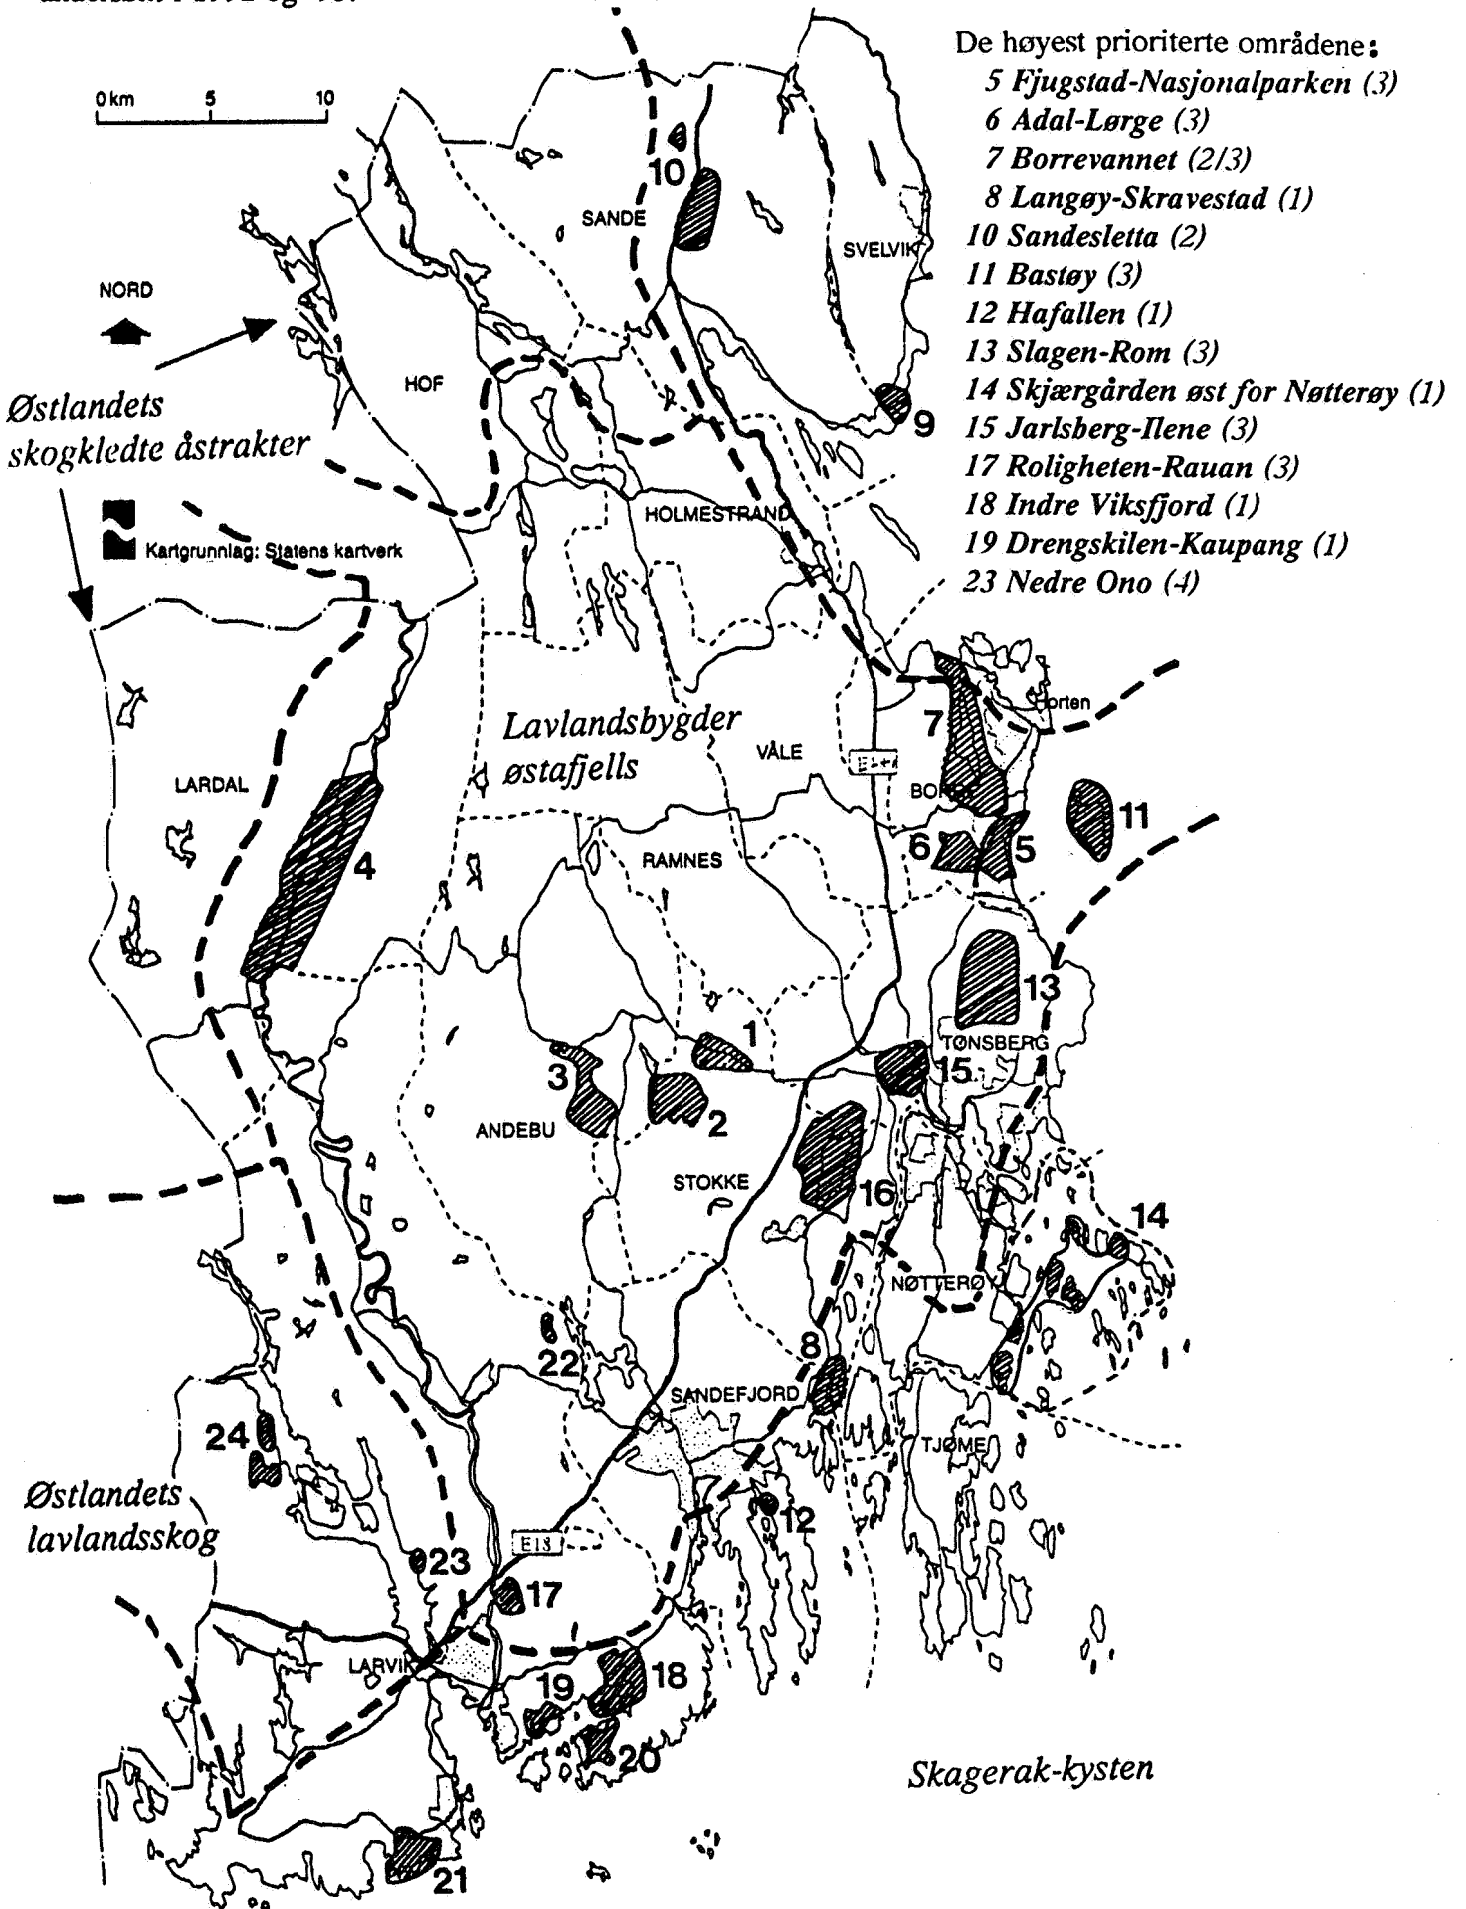 De høyest prioriterte områdene:
5 Fjugstad-Nasjonalparken (3)
6 Adal-Lørge (3)
7 Borrevannet (2/3)
8 Langøy-Skravestad (1)
10 Sandesletta (2)
11 Bastøy (3)
12 Hafallen (1)
13 Slagen-Rom (3)
14 Skjærgården øst for Nøtterøy (1)
15 Jarlsberg-Ilene (3)
17 Roligheten-Rauan (3)
18 Indre Viksfjord (1)
19 Drengskilen-Kaupang (1)
23 Nedre Ono (4)
0 km 5 10
10
SANDE
SVELVIK
NORD
HOF
9
Østlandets
skogkledte åstrakter
HOLMESTRAND
Kartgrunnlag: Statens kartverk
Horten
7
Lavlandsbygder
østafjells
VÅLE
LARDAL
11
6
5
4
RAMNES
13
1
TØNSBERG
3
15
2
ANDEBU
STOKKE
16
14
NØTTERØY
8
22
SANDEFJORD
24
TJØME
Østlandets
lavlandsskog
12
E18
23
17
LARVIK
18
19
20
Skagerak-kysten
21